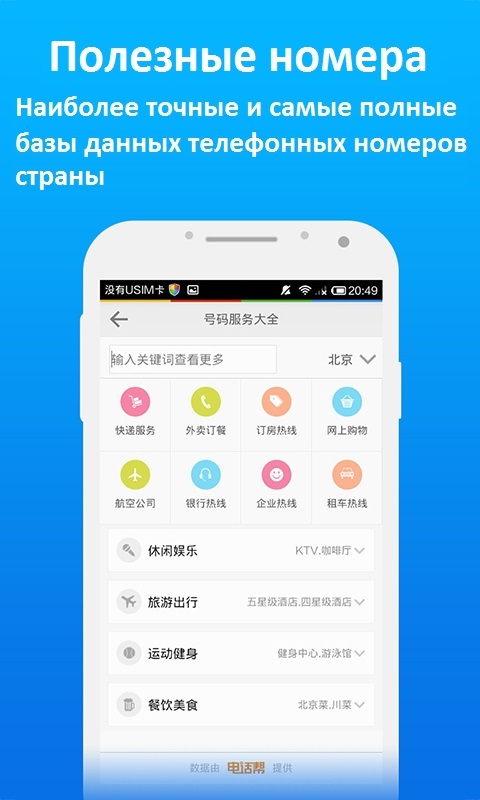 Полезные номера
Наиболее точные и самые полные
базы данных телефонных номеров
страны
没有USIM卡 20:49
号码服务大全
输入关键词查看更多 北京
快递服务 外卖订餐 订房热线 网上购物
航空公司 银行热线 企业热线 租车热线
休闲娱乐 KTV.咖啡厅
旅游出行 五星级酒店.四星级酒店
运动健身 健身中心.游泳馆
餐饮美食 北京菜.川菜
数据由 电话帮 提供